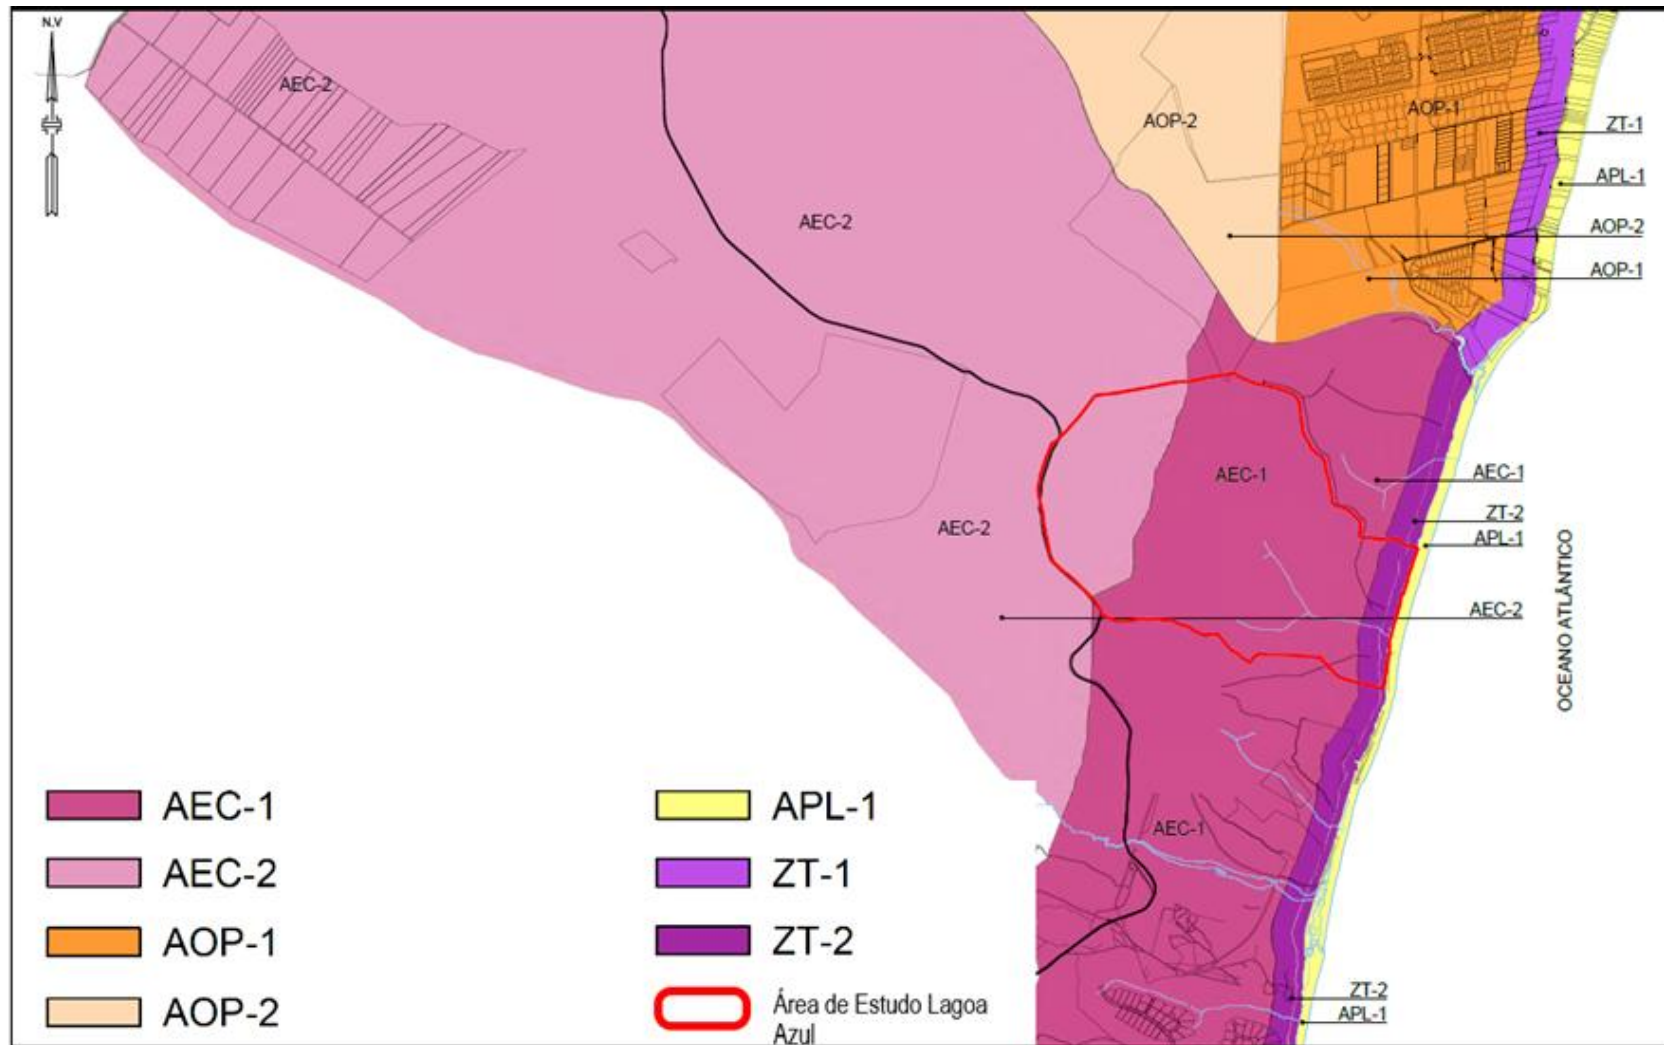 N.V
AEC-2
AOP-2
AOP-1
ZT-1
APL-1
AEC-2
AOP-2
AOP-1
AEC-1
AEC-1
ZT-2
AEC-2
APL-1
AEC-2
OCEANO ATLÂNTICO
AEC-1
ZT-2
APL-1
AEC-1
AEC-2
AOP-1
AOP-2
APL-1
ZT-1
ZT-2
Área de Estudo Lagoa
Azul